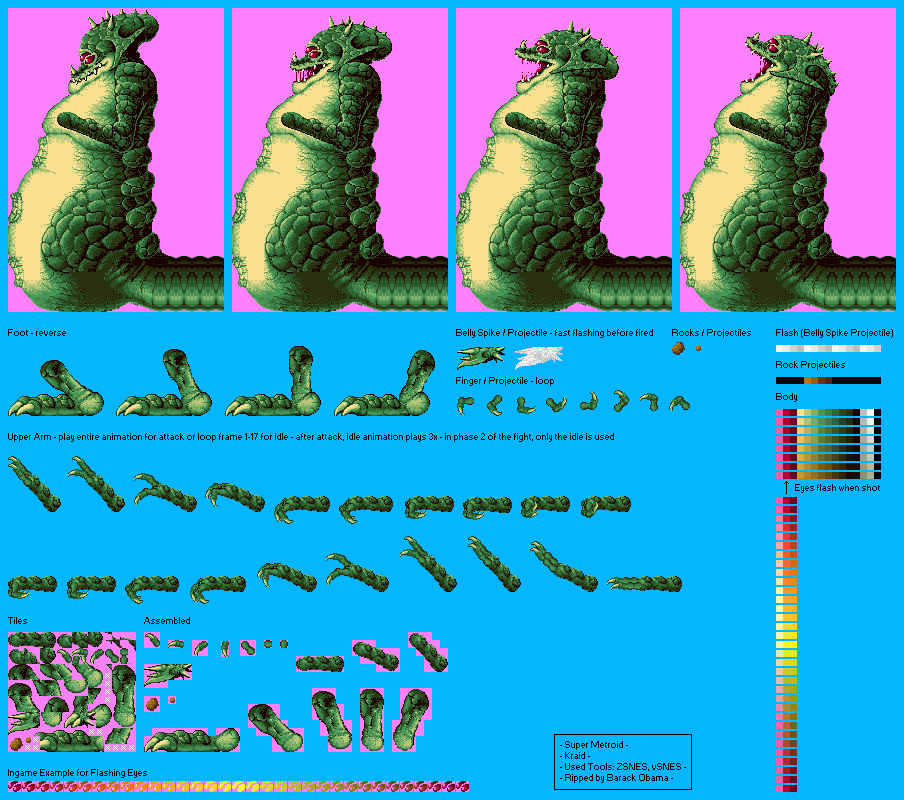 Foot - reverse
Belly Spike / Projectile - fast flashing before fired
Rocks / Projectiles
Flash (Belly Spike Projectile)
Rock Projectiles
Finger / Projectile - loop
Body
Upper Arm - play entire animation for attack or loop frame 1-17 for idle - after attack, idle animation plays 3x - in phase 2 of the fight, only the idle is used
Eyes flash when shot
Tiles
Assembled
- Super Metroid -
- Kraid -
- Used Tools: ZSNES, vSNES -
- Ripped by Barack Obama -
Ingame Example for Flashing Eyes